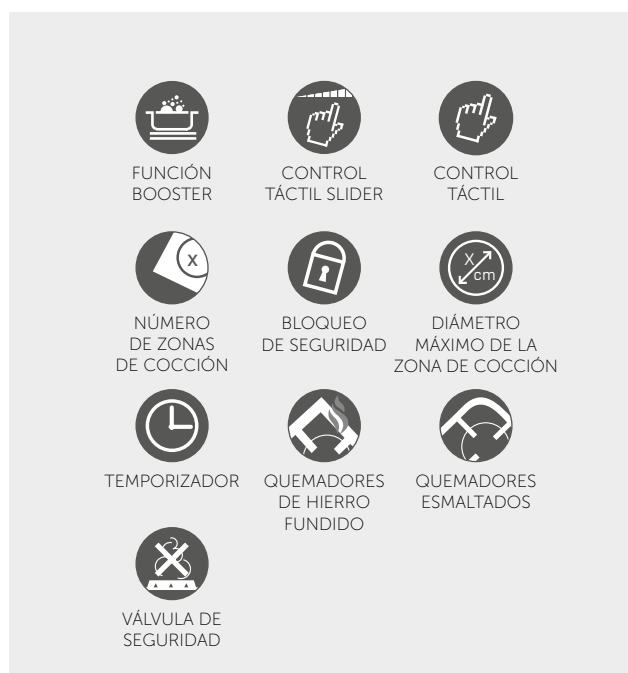 FUNCIÓN
BOOSTER
CONTROL
TÁCTIL SLIDER
CONTROL
TÁCTIL
X
NÚMERO
DE ZONAS
DE COCCIÓN
BLOQUEO
DE SEGURIDAD
X
cm
DIÁMETRO
MÁXIMO DE LA
ZONA DE COCCIÓN
TEMPORIZADOR
QUEMADORES
DE HIERRO
FUNDIDO
QUEMADORES
ESMALTADOS
VÁLVULA DE
SEGURIDAD